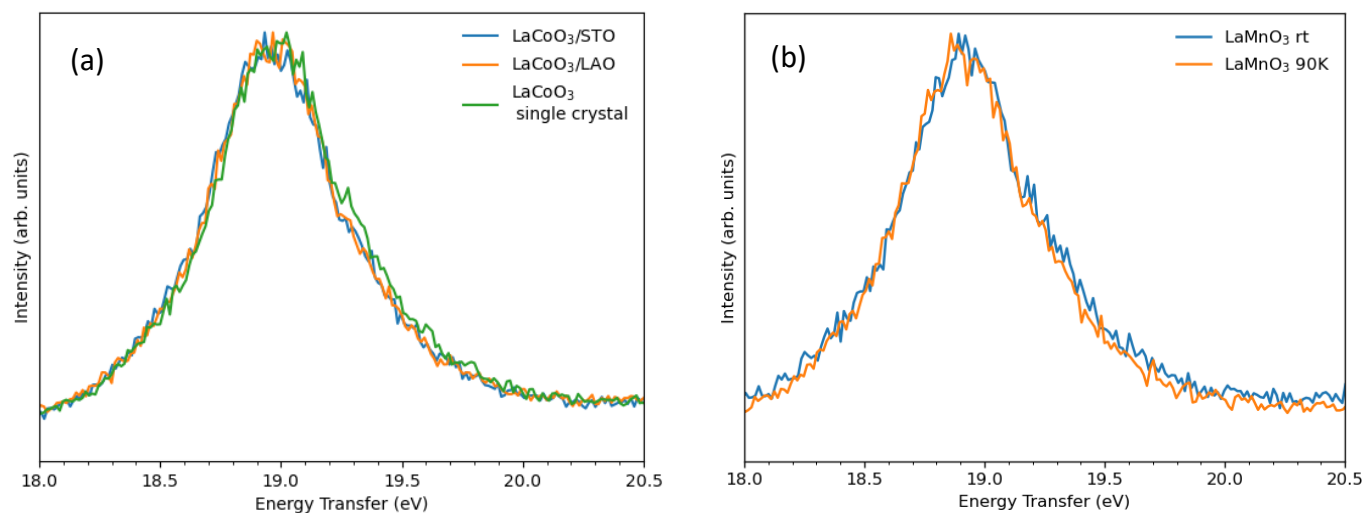 (a)
LaCoO₃/STO
LaCoO₃/LAO
LaCoO₃
single crystal
Intensity (arb. units)
18.0 18.5 19.0 19.5 20.0 20.5
Energy Transfer (eV)
(b)
LaMnO₃ rt
LaMnO₃ 90K
Intensity (arb. units)
18.0 18.5 19.0 19.5 20.0 20.5
Energy Transfer (eV)